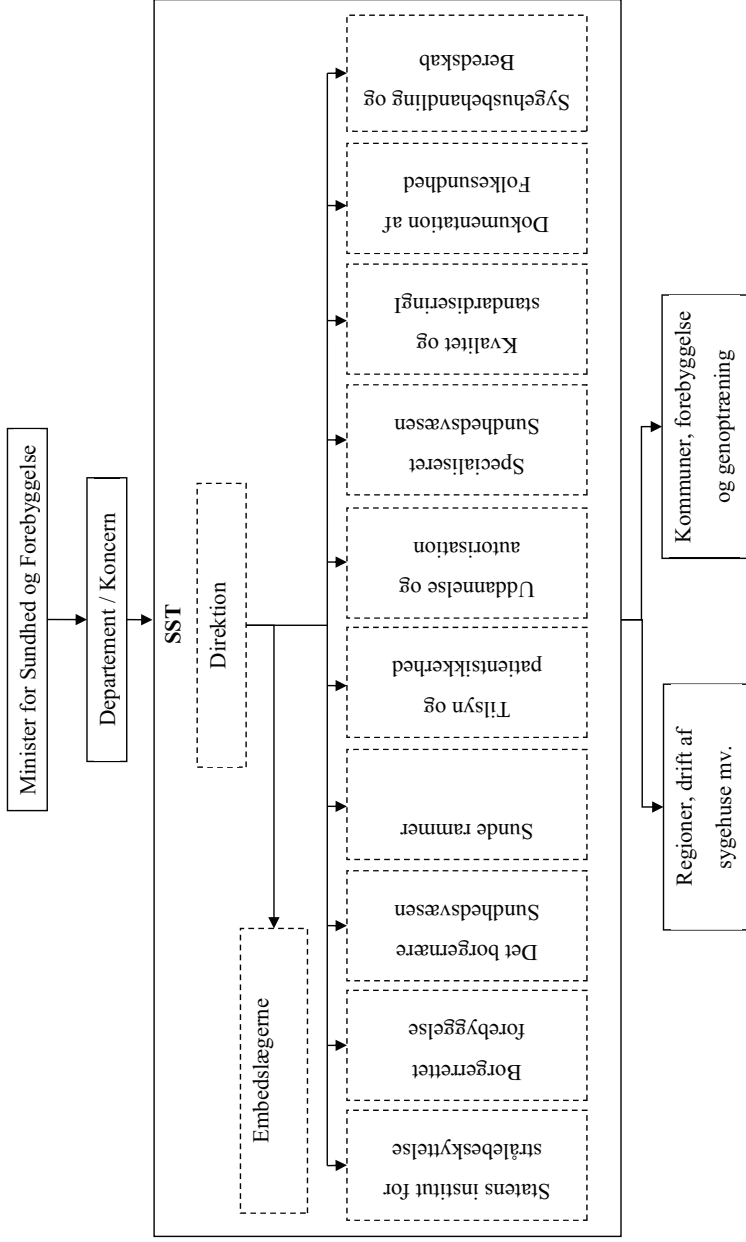 Minister for Sundhed og Forebyggelse
Departement / Koncern
SST
Direktion
Embedslægerne
Statens institut for
strålebeskyttelse
Borgerrettet
forebyggelse
Det borgernære
Sundhedsvæsen
Sunde rammer
Tilsyn og
patientsikkerhed
Uddannelse og
autorisation
Specialiseret
Sundhedsvæsen
Kvalitet og
standardiseringI
Dokumentation af
Folkesundhed
Sygehusbehandling og
Beredskab
Regioner, drift af
sygehuse mv.
Kommuner, forebyggelse
og genoptræning